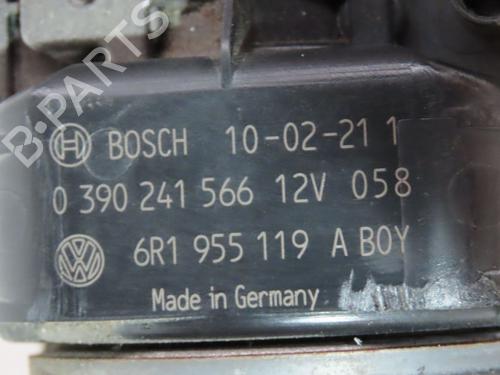 B-PARTS
BOSCH 10-02-21 1
0 390 241 566 12V 058
6R1 955 119 A BOY
Made in Germany